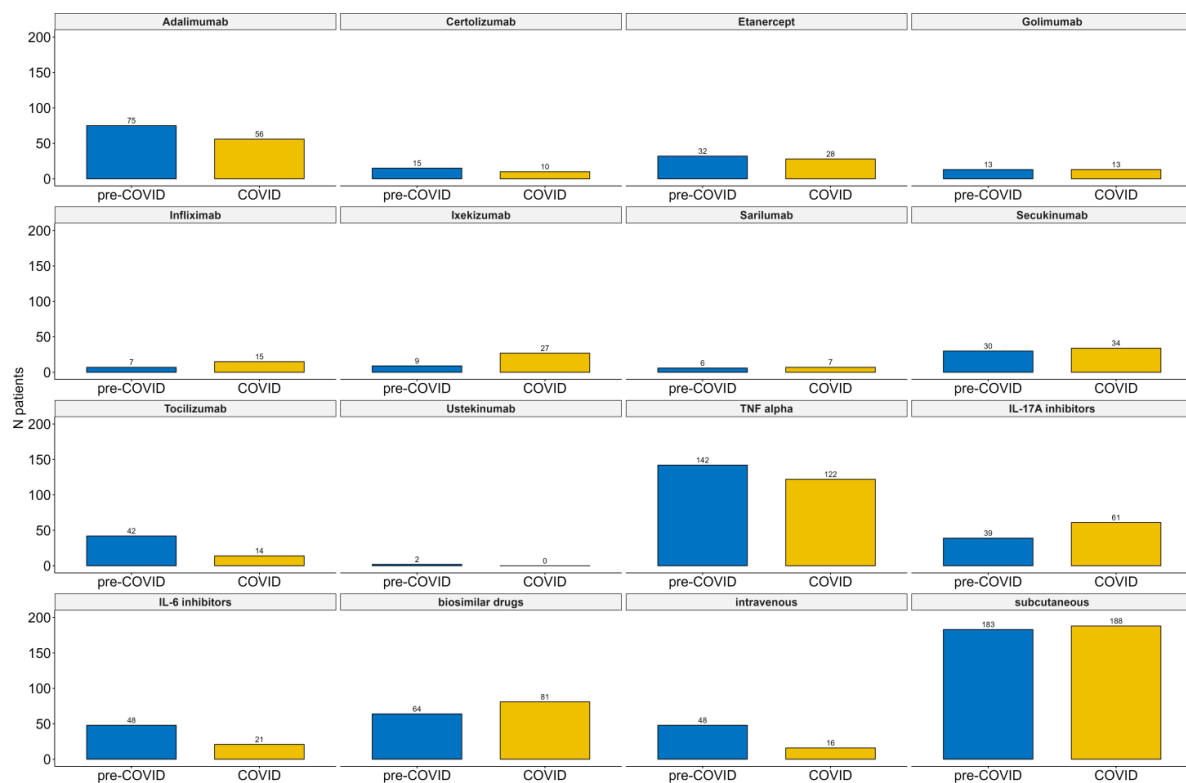 Adalimumab Certolizumab Etanercept Golimumab
200
150
100
50
0
75 56 15 10 32 28 13 13
pre-COVID COVID pre-COVID COVID pre-COVID COVID pre-COVID COVID
Infliximab Ixekizumab Sarilumab Secukinumab
200
150
100
50
0
7 15 9 27 6 7 30 34
pre-COVID COVID pre-COVID COVID pre-COVID COVID pre-COVID COVID
N patients
Tocilizumab Ustekinumab TNF alpha IL-17A inhibitors
200
150
100
50
0
42 14 2 0 142 122 39 61
pre-COVID COVID pre-COVID COVID pre-COVID COVID pre-COVID COVID
IL-6 inhibitors biosimilar drugs intravenous subcutaneous
200
150
100
50
0
48 21 64 81 48 16 183 188
pre-COVID COVID pre-COVID COVID pre-COVID COVID pre-COVID COVID